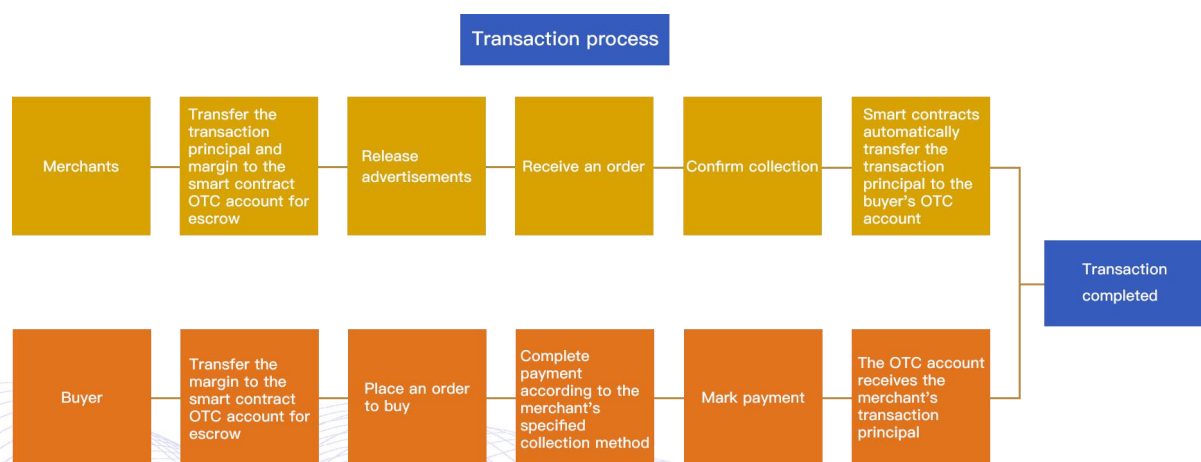 Transaction process
Merchants
Transfer the
transaction
principal and
margin to the
smart contract
OTC account for
escrow
Release
advertisements
Receive an order
Confirm collection
Smart contracts
automatically
transfer the
transaction
principal to the
buyer's OTC
account
Transaction
completed
Buyer
Transfer the
margin to the
smart contract
OTC account for
escrow
Place an order
to buy
Complete
payment
according to the
merchant's
specified
collection method
Mark payment
The OTC account
receives the
merchant's
transaction
principal